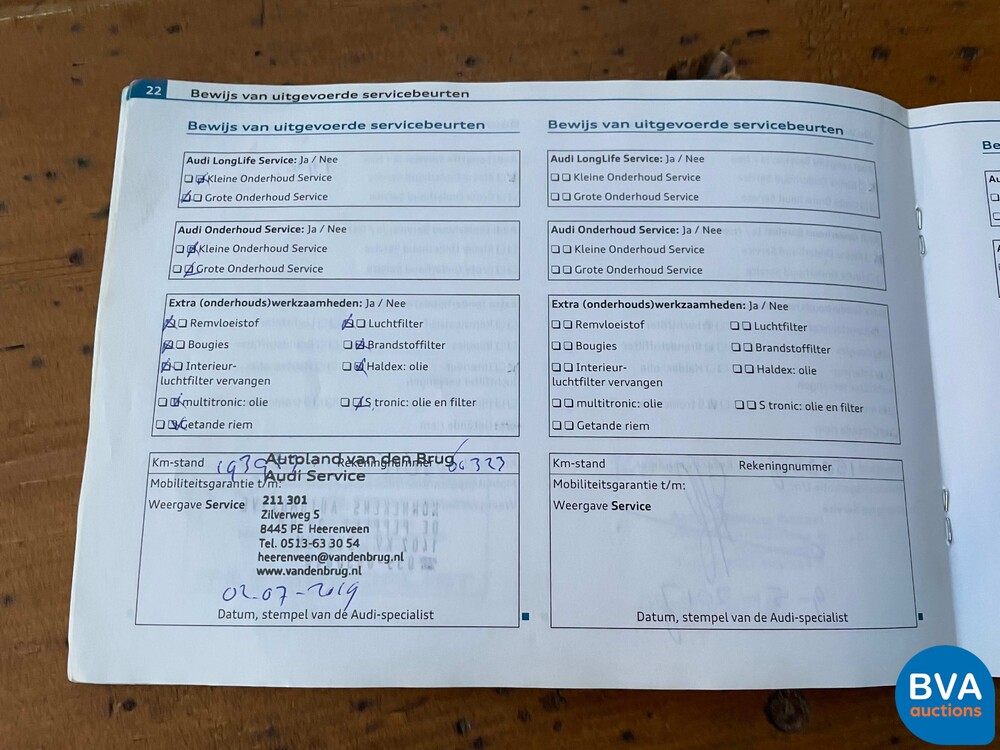 22 Bewijs van uitgevoerde servicebeurten
Bewijs van uitgevoerde servicebeurten
Audi LongLife Service: Ja / Nee
Kleine Onderhoud Service
Grote Onderhoud Service
Audi Onderhoud Service: Ja / Nee
Kleine Onderhoud Service
Grote Onderhoud Service
Extra (onderhouds)werkzaamheden: Ja / Nee
Remvloeistof Luchtfilter
Bougies Brandstoffilter
Interieur- Haldex: olie
luchtfilter vervangen
multitronic: olie S tronic: olie en filter
Getande riem
Autoland van den Brug
Km-stand Rekeningnummer 06323
Audi Service
Mobiliteitsgarantie t/m:
Weergave Service
211 301
Zilverweg 5
8445 PE Heerenveen
Tel. 0513-63 30 54
heerenveen@vandenbrug.nl
www.vandenbrug.nl
02-07-2019
Datum, stempel van de Audi-specialist
Bewijs van uitgevoerde servicebeurten
Audi LongLife Service: Ja / Nee
Kleine Onderhoud Service
Grote Onderhoud Service
Audi Onderhoud Service: Ja / Nee
Kleine Onderhoud Service
Grote Onderhoud Service
Extra (onderhouds)werkzaamheden: Ja / Nee
Remvloeistof Luchtfilter
Bougies Brandstoffilter
Interieur- Haldex: olie
luchtfilter vervangen
multitronic: olie S tronic: olie en filter
Getande riem
Km-stand Rekeningnummer
Mobiliteitsgarantie t/m:
Weergave Service
Datum, stempel van de Audi-specialist
Be
BVA
auctions